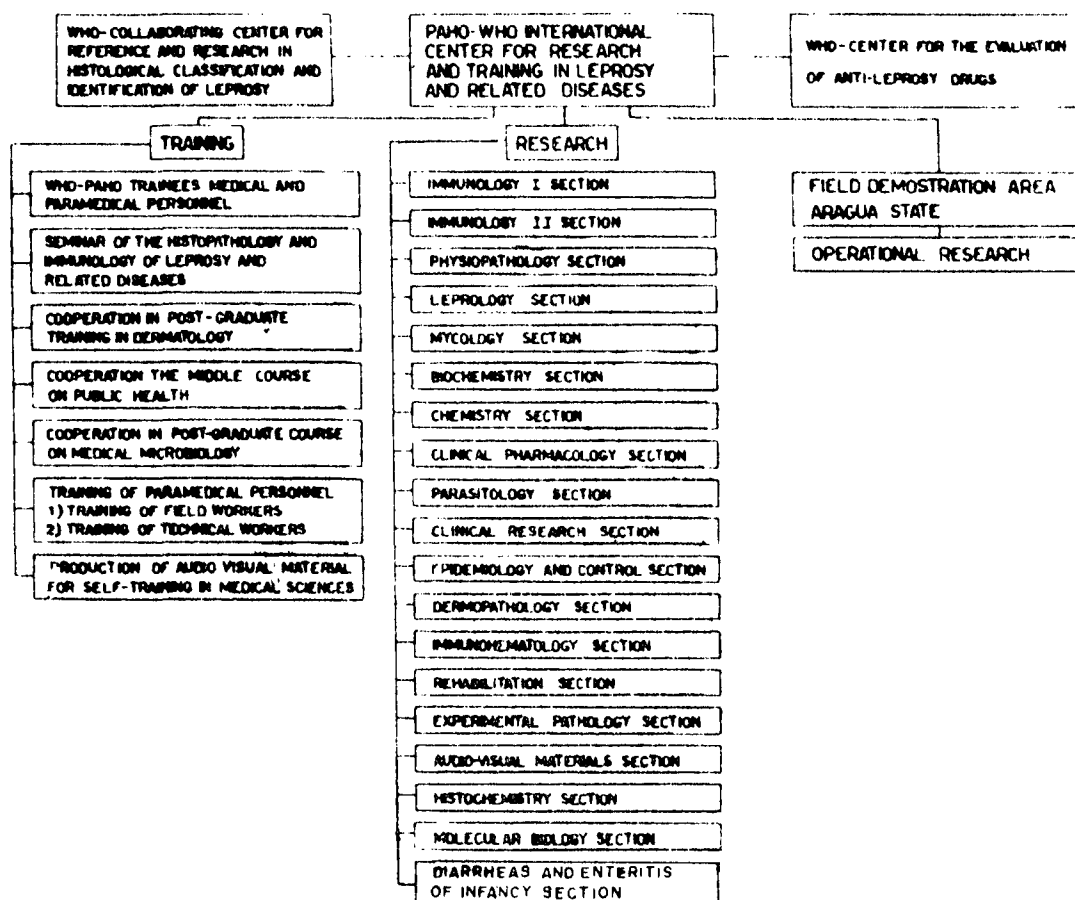 WHO-COLLABORATING CENTER FOR
REFERENCE AND RESEARCH IN
HISTOLOGICAL CLASSIFICATION AND
IDENTIFICATION OF LEPROSY
PAHO-WHO INTERNATIONAL
CENTER FOR RESEARCH
AND TRAINING IN LEPROSY
AND RELATED DISEASES
WHO-CENTER FOR THE EVALUATION
OF ANTI-LEPROSY DRUGS
TRAINING
WHO-PAHO TRAINEES MEDICAL AND
PARAMEDICAL PERSONNEL
SEMINAR OF THE HISTOPATHOLOGY AND
IMMUNOLOGY OF LEPROSY AND
RELATED DISEASES
COOPERATION IN POST-GRADUATE
TRAINING IN DERMATOLOGY
COOPERATION THE MIDDLE COURSE
ON PUBLIC HEALTH
COOPERATION IN POST-GRADUATE COURSE
ON MEDICAL MICROBIOLOGY
TRAINING OF PARAMEDICAL PERSONNEL
1) TRAINING OF FIELD WORKERS
2) TRAINING OF TECHNICAL WORKERS
PRODUCTION OF AUDIO VISUAL MATERIAL
FOR SELF-TRAINING IN MEDICAL SCIENCES
RESEARCH
IMMUNOLOGY I SECTION
IMMUNOLOGY II SECTION
PHYSIOPATHOLOGY SECTION
LEPROLOGY SECTION
MYCOLOGY SECTION
BIOCHEMISTRY SECTION
CHEMISTRY SECTION
CLINICAL PHARMACOLOGY SECTION
PARASITOLOGY SECTION
CLINICAL RESEARCH SECTION
EPIDEMIOLOGY AND CONTROL SECTION
DERMOPATHOLOGY SECTION
IMMUNOHEMATOLOGY SECTION
REHABILITATION SECTION
EXPERIMENTAL PATHOLOGY SECTION
AUDIO-VISUAL MATERIALS SECTION
HISTOCHEMISTRY SECTION
MOLECULAR BIOLOGY SECTION
DIARRHEAS AND ENTERITIS
OF INFANCY SECTION
FIELD DEMOSTRATION AREA
ARAGUA STATE
OPERATIONAL RESEARCH